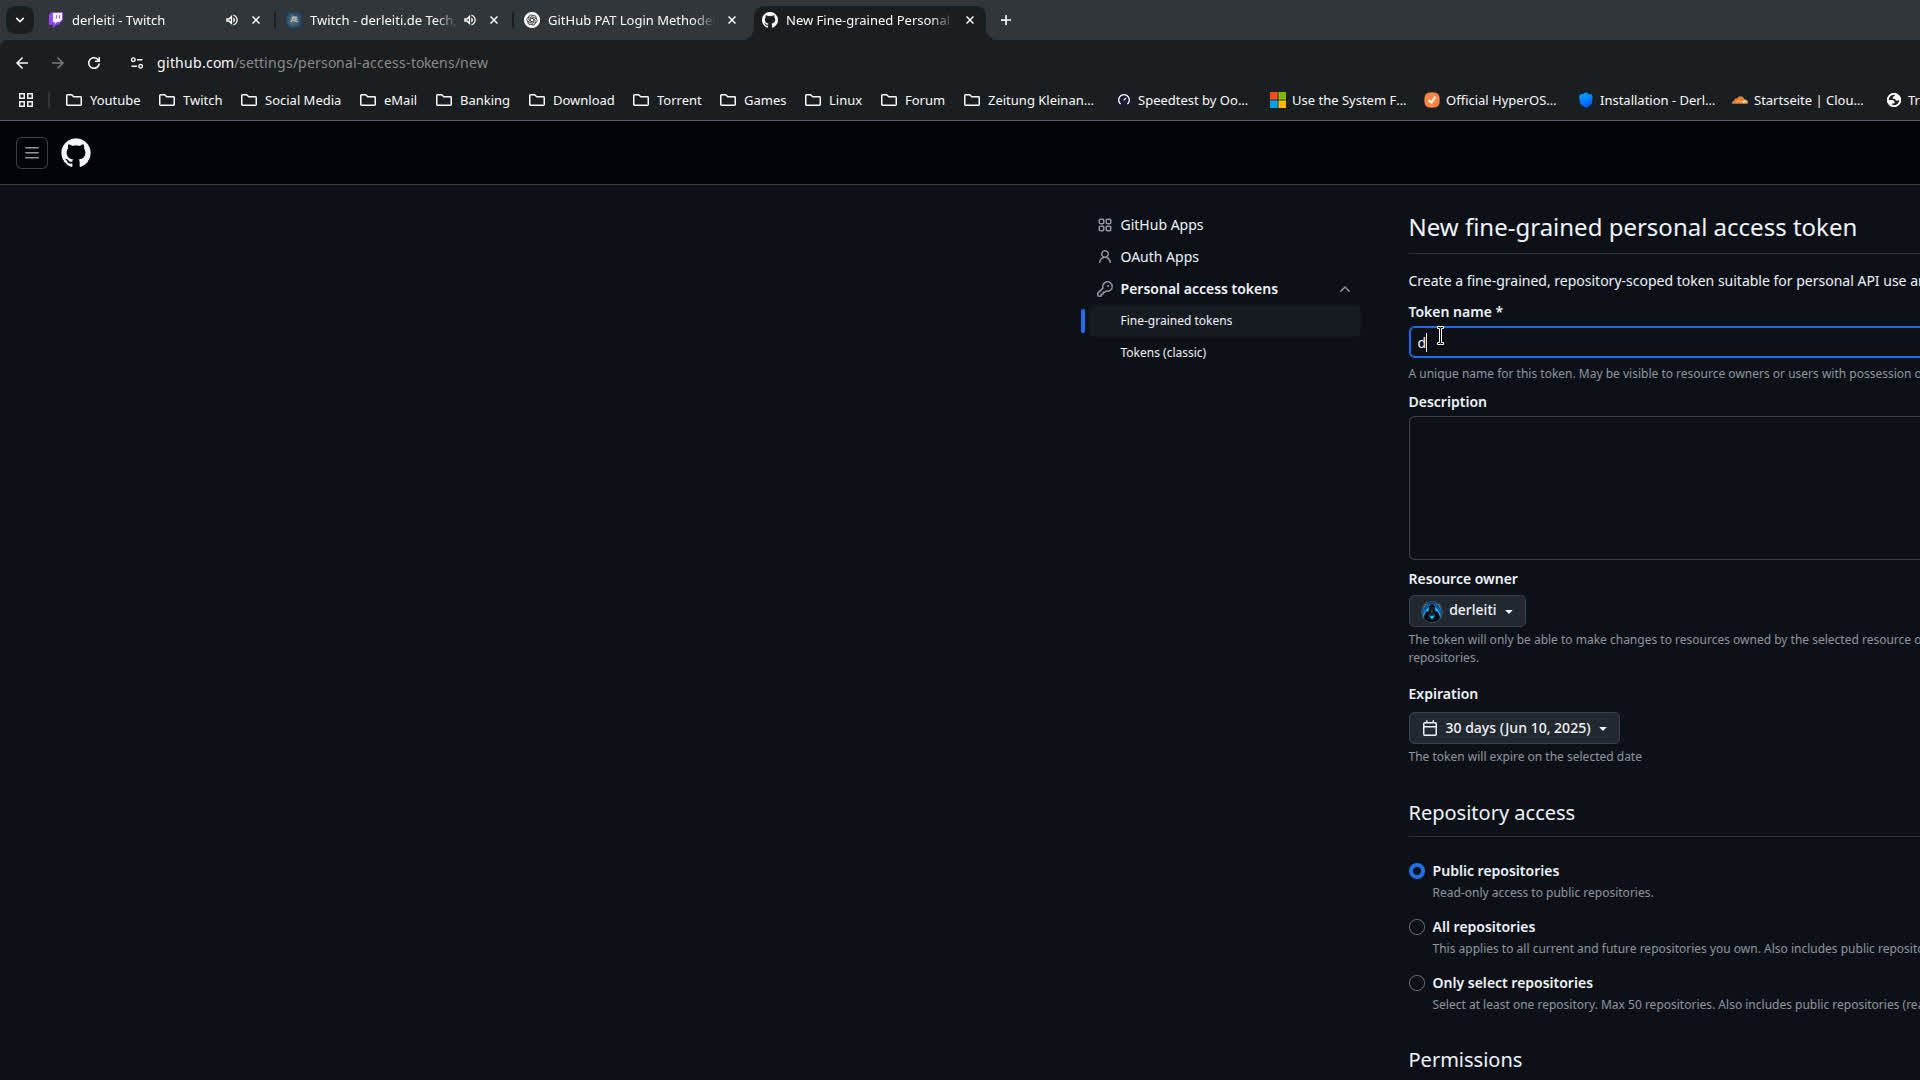 derleiti - Twitch
Twitch - derleiti.de Tech
GitHub PAT Login Methode
New Fine-grained Personal
github.com/settings/personal-access-tokens/new
Youtube
Twitch
Social Media
eMail
Banking
Download
Torrent
Games
Linux
Forum
Zeitung Kleinan...
Speedtest by Oo...
Use the System F...
Official HyperOS...
Installation - Derl...
Startseite | Clou...
Tr
GitHub Apps
OAuth Apps
Personal access tokens
Fine-grained tokens
Tokens (classic)
New fine-grained personal access token
Create a fine-grained, repository-scoped token suitable for personal API use a
Token name *
d
A unique name for this token. May be visible to resource owners or users with possession o
Description
Resource owner
derleiti
The token will only be able to make changes to resources owned by the selected resource o
repositories.
Expiration
30 days (Jun 10, 2025)
The token will expire on the selected date
Repository access
Public repositories
Read-only access to public repositories.
All repositories
This applies to all current and future repositories you own. Also includes public reposit
Only select repositories
Select at least one repository. Max 50 repositories. Also includes public repositories (rea
Permissions